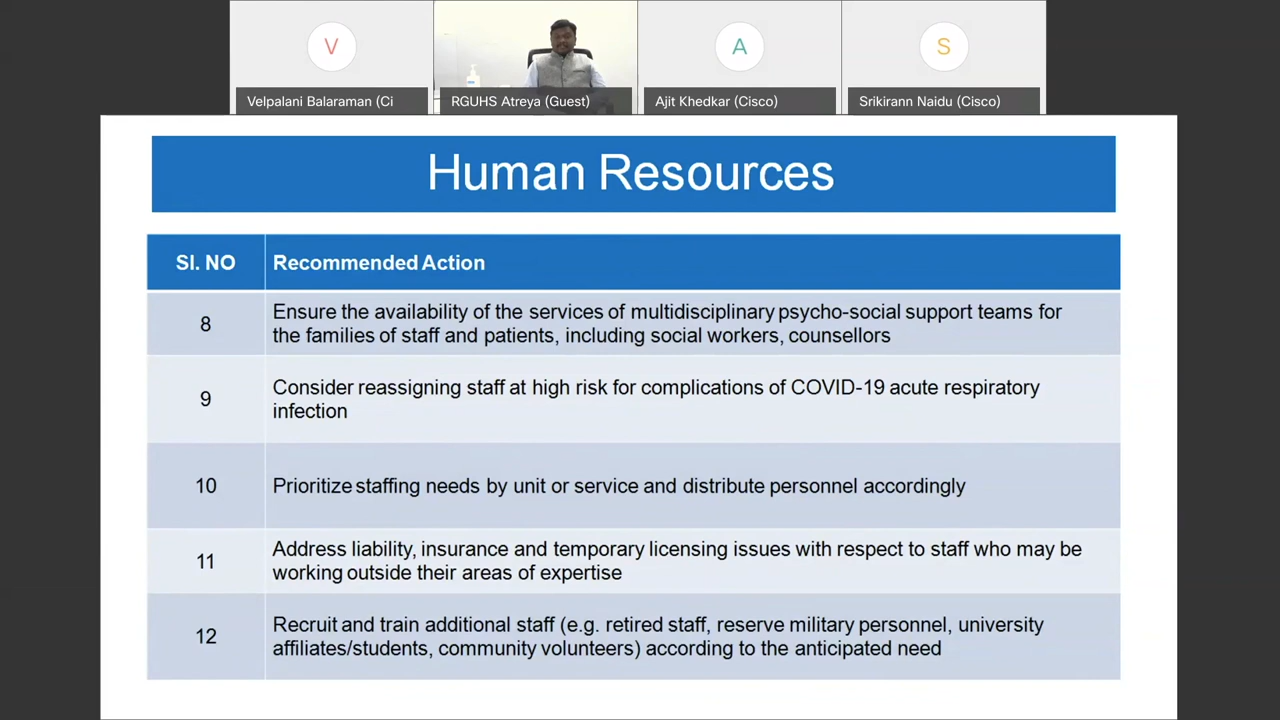 V
A
S
Velpalani Balaraman (Ci
RGUHS Atreya (Guest)
Ajit Khedkar (Cisco)
Srikirann Naidu (Cisco)
Human Resources
SI. NO Recommended Action
8 Ensure the availability of the services of multidisciplinary psycho-social support teams for
the families of staff and patients, including social workers, counsellors
9 Consider reassigning staff at high risk for complications of COVID-19 acute respiratory
infection
10 Prioritize staffing needs by unit or service and distribute personnel accordingly
11 Address liability, insurance and temporary licensing issues with respect to staff who may be
working outside their areas of expertise
12 Recruit and train additional staff (e.g. retired staff, reserve military personnel, university
affiliates/students, community volunteers) according to the anticipated need